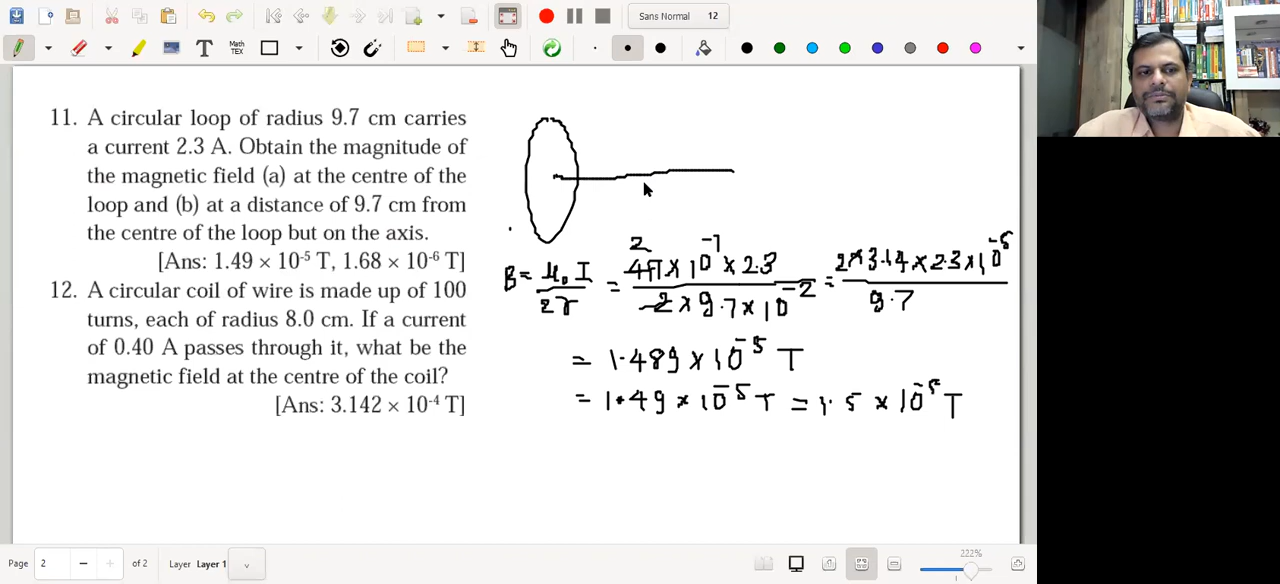 Sans Normal 12
Math
TEX
T
11. A circular loop of radius 9.7 cm carries
a current 2.3 A. Obtain the magnitude of
the magnetic field (a) at the centre of the
loop and (b) at a distance of 9.7 cm from
the centre of the loop but on the axis.
[Ans: 1.49 × 10⁻⁵ T, 1.68 × 10⁻⁶ T]
12. A circular coil of wire is made up of 100
turns, each of radius 8.0 cm. If a current
of 0.40 A passes through it, what be the
magnetic field at the centre of the coil?
[Ans: 3.142 × 10⁻⁴ T]
B = μ₀ I / 2r = 2 4π × 10⁻⁷ × 2.3 / 2 × 9.7 × 10⁻² = 2 × 3.14 × 2.3 × 10⁻⁵ / 9.7
= 1.489 × 10⁻⁵ T
= 1.49 × 10⁻⁵ T = 1.5 × 10⁻⁵ T
Page 2 of 2 Layer Layer 1 222%